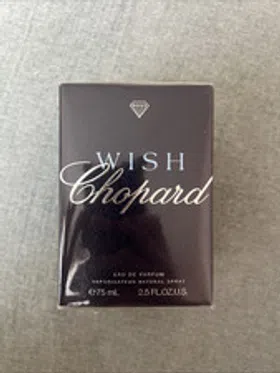 WISH
Chopard
EAU DE PARFUM
VAPORISATEUR NATURAL SPRAY
℮75 mL 2.5 FL.OZ.U.S.